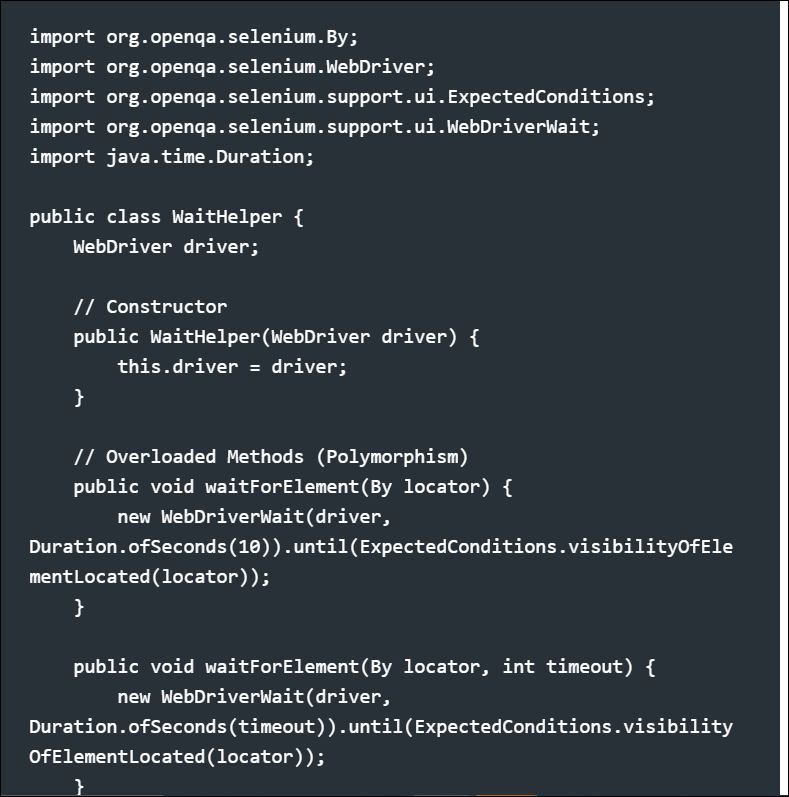 import org.openqa.selenium.By;
import org.openqa.selenium.WebDriver;
import org.openqa.selenium.support.ui.ExpectedConditions;
import org.openqa.selenium.support.ui.WebDriverWait;
import java.time.Duration;

public class WaitHelper {
    WebDriver driver;

    // Constructor
    public WaitHelper(WebDriver driver) {
        this.driver = driver;
    }

    // Overloaded Methods (Polymorphism)
    public void waitForElement(By locator) {
        new WebDriverWait(driver,
Duration.ofSeconds(10)).until(ExpectedConditions.visibilityOfEle
mentLocated(locator));
    }

    public void waitForElement(By locator, int timeout) {
        new WebDriverWait(driver,
Duration.ofSeconds(timeout)).until(ExpectedConditions.visibility
OfElementLocated(locator));
    }